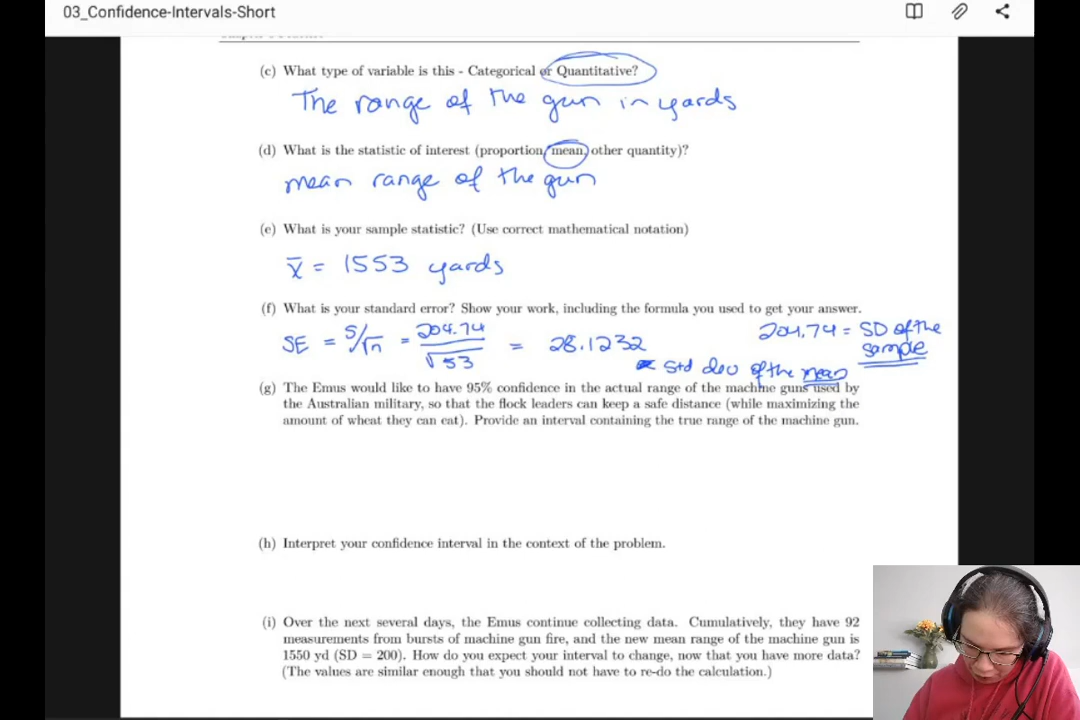 03_Confidence-Intervals-Short
(c) What type of variable is this - Categorical or Quantitative?
The range of the gun in yards
(d) What is the statistic of interest (proportion, mean, other quantity)?
mean range of the gun
(e) What is your sample statistic? (Use correct mathematical notation)
x̄ = 1553 yards
(f) What is your standard error? Show your work, including the formula you used to get your answer.
SE = s/√n = 204.74/√53 = 28.1232
204.74 = SD of the sample
* Std dev of the mean
(g) The Emus would like to have 95% confidence in the actual range of the machine guns used by
the Australian military, so that the flock leaders can keep a safe distance (while maximizing the
amount of wheat they can eat). Provide an interval containing the true range of the machine gun.
(h) Interpret your confidence interval in the context of the problem.
(i) Over the next several days, the Emus continue collecting data. Cumulatively, they have 92
measurements from bursts of machine gun fire, and the new mean range of the machine gun is
1550 yd (SD = 200). How do you expect your interval to change, now that you have more data?
(The values are similar enough that you should not have to re-do the calculation.)